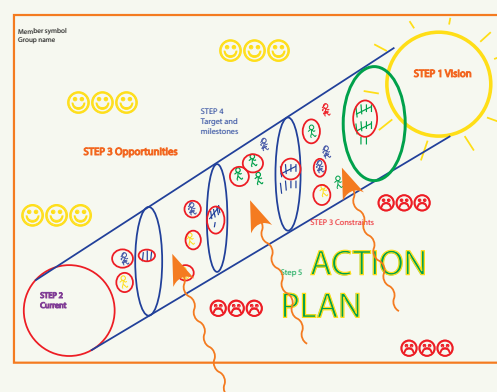 Member symbol
Group name
STEP 1 Vision
STEP 4
Target and
milestones
STEP 3 Opportunities
STEP 3 Constraints
Step 5 ACTION
PLAN
STEP 2
Current